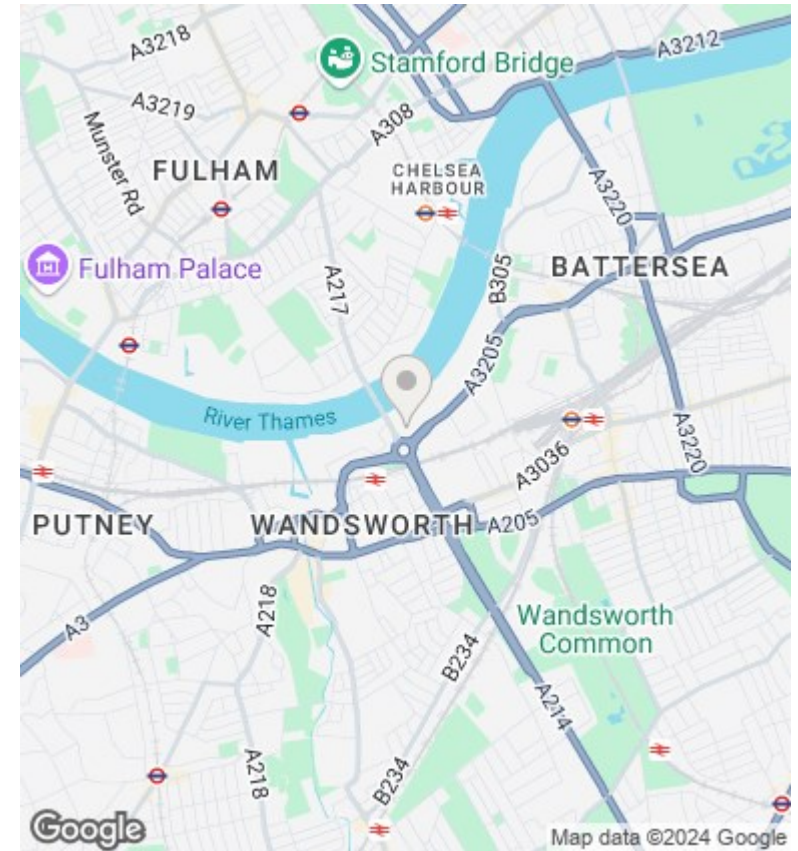 A3218
Stamford Bridge
A3212
A3219
A308
Munster Rd
FULHAM
CHELSEA
HARBOUR
A3220
Fulham Palace
A217
B305
BATTERSEA
A3205
River Thames
A3220
A3036
PUTNEY
WANDSWORTH
A205
A3
A218
Wandsworth
Common
B234
A214
A218
B234
Google
Map data ©2024 Google